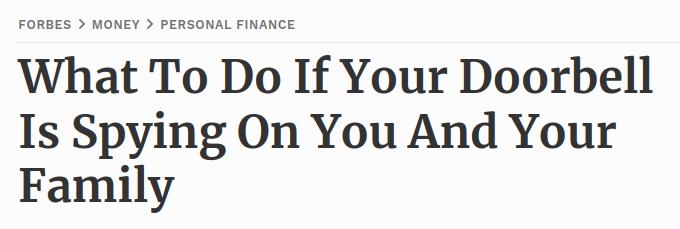 FORBES > MONEY > PERSONAL FINANCE
What To Do If Your Doorbell
Is Spying On You And Your
Family